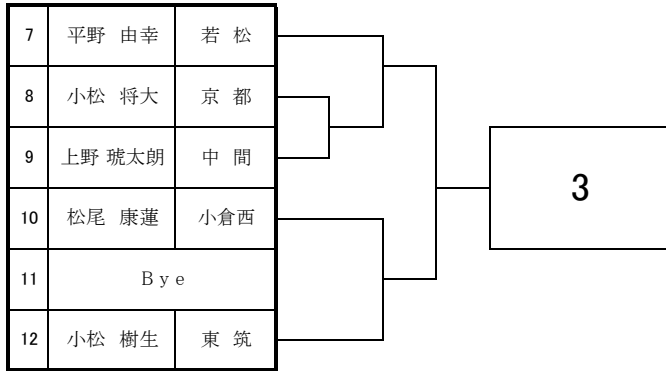 7 平野 由幸 若 松
8 小松 将大 京 都
9 上野 琥太朗 中 間
10 松尾 康蓮 小倉西
11 Ｂｙｅ
12 小松 樹生 東 筑
3